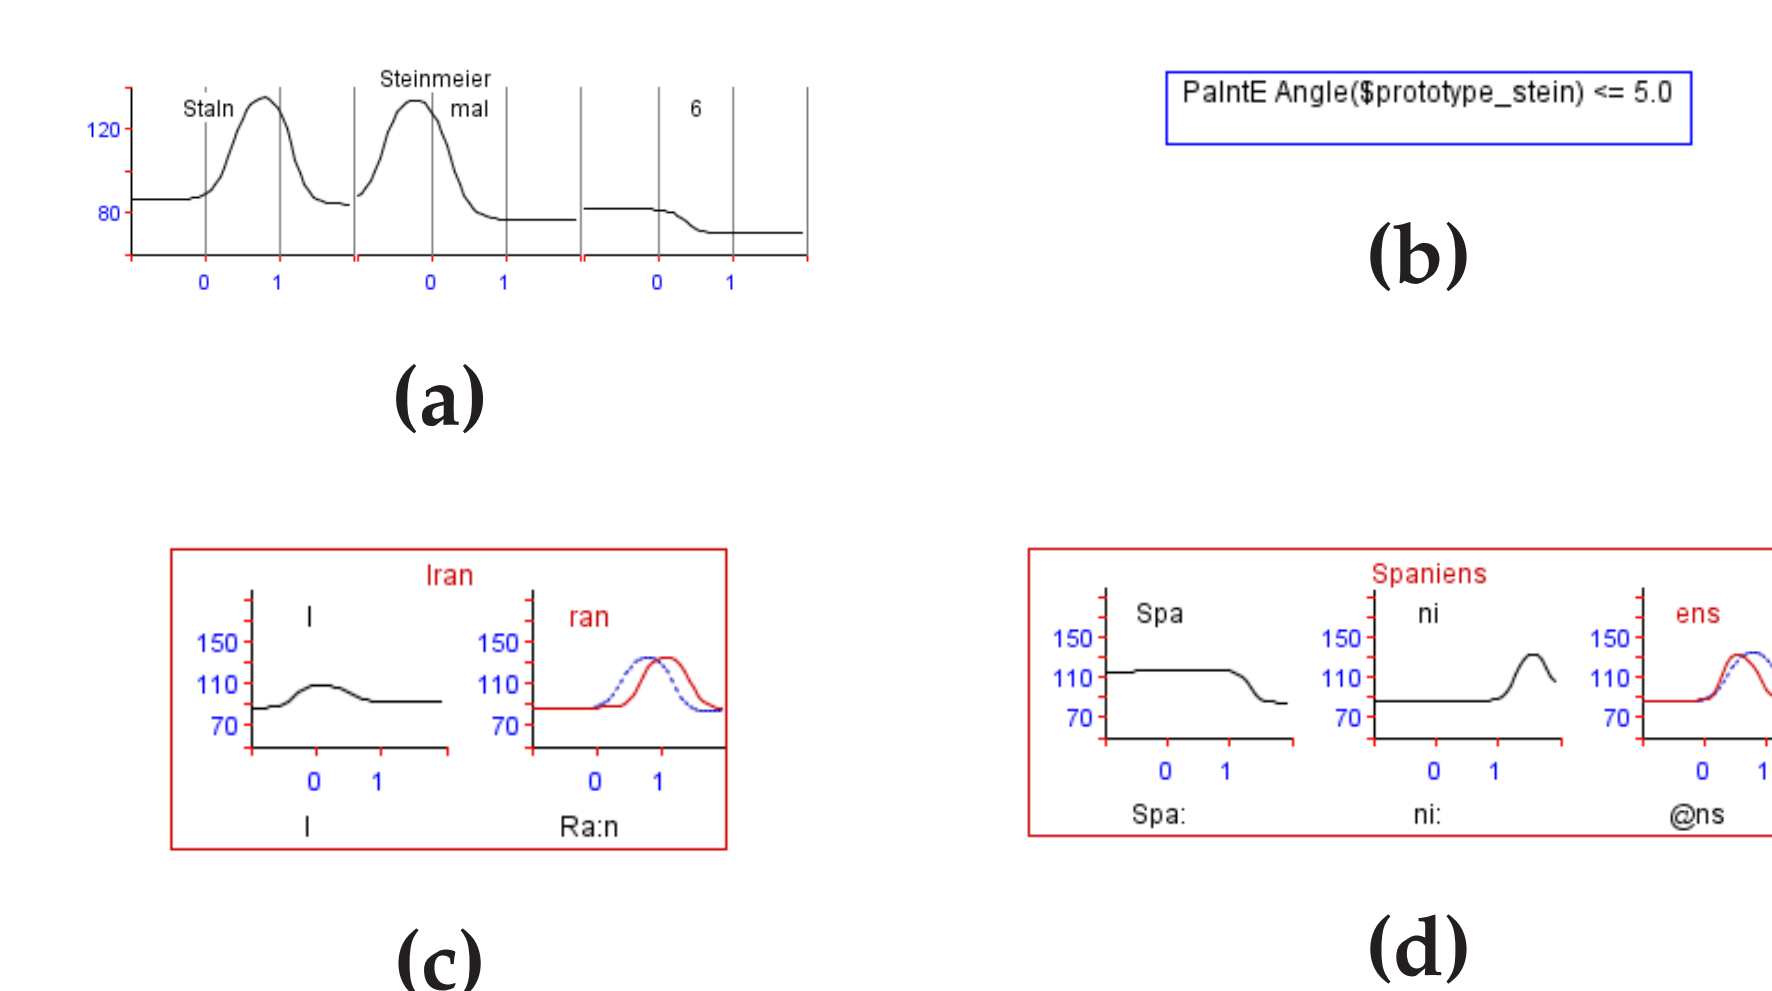 Steinmeier
StaIn mal 6
120
80
0 1 0 1 0 1
(a)
PaIntE Angle($prototype_stein) <= 5.0
(b)
Iran
I ran
150 150
110 110
70 70
0 1 0 1
I Ra:n
(c)
Spaniens
Spa ni ens
150 150 150
110 110 110
70 70 70
0 1 0 1 0 1
Spa: ni: @ns
(d)